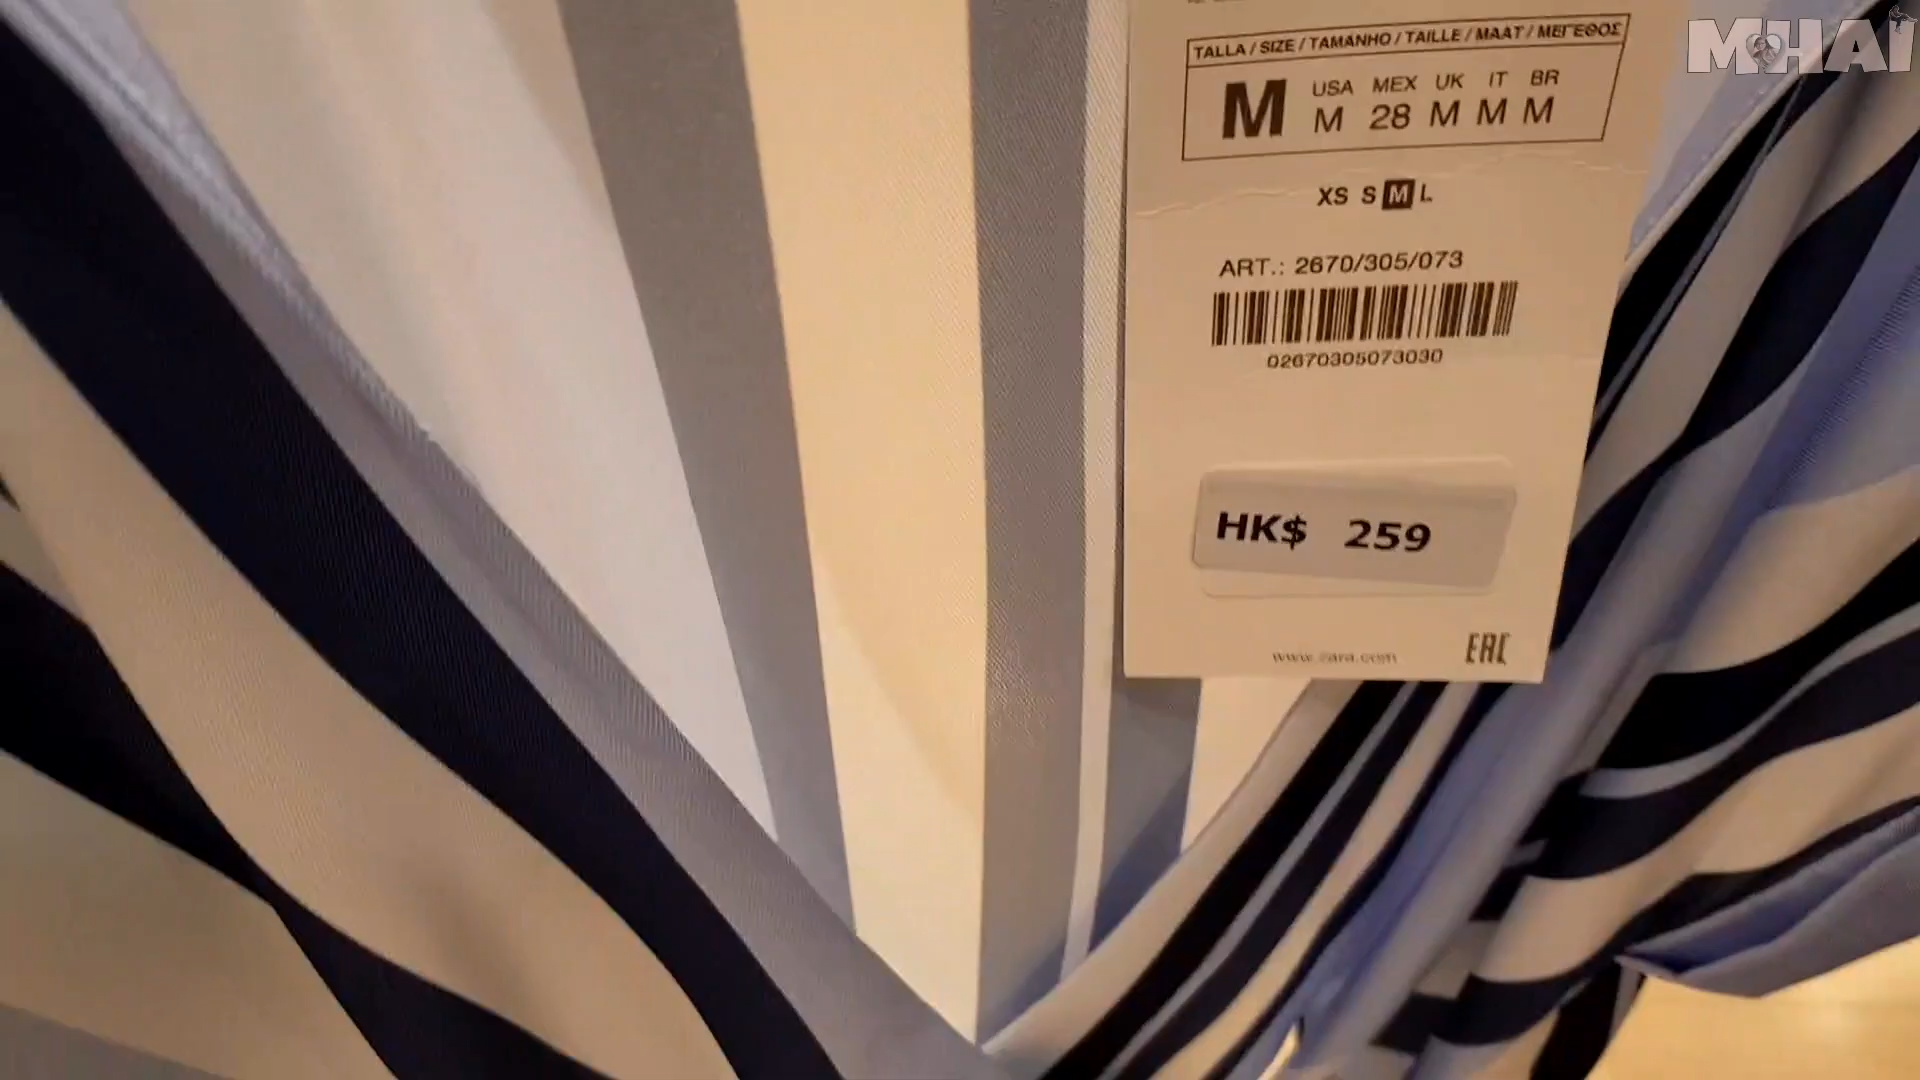 MHAI
TALLA / SIZE / TAMANHO / TAILLE / MAAT / ΜΕΓΕΘΟΣ
M
USA MEX UK IT BR
M 28 M M M
XS S M L
ART.: 2670/305/073
02670305073030
HK$ 259
www.zara.com
EAC